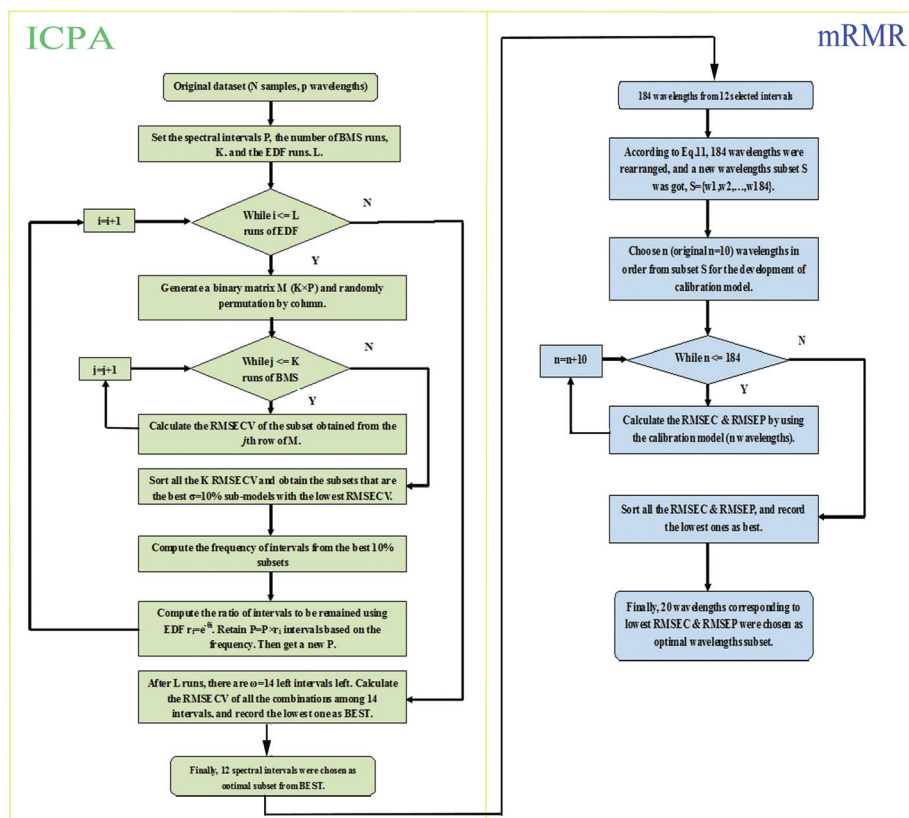 ICPA
Original dataset (N samples, p wavelengths)
Set the spectral intervals P, the number of BMS runs,
K. and the EDF runs. L.
While i <= L
runs of EDF
N
i=i+1
Y
Generate a binary matrix M (K×P) and randomly
permutation by column.
While j <= K
runs of BMS
N
j=j+1
Y
Calculate the RMSECV of the subset obtained from the
jth row of M.
Sort all the K RMSECV and obtain the subsets that are
the best σ=10% sub-models with the lowest RMSECV.
Compute the frequency of intervals from the best 10%
subsets
Compute the ratio of intervals to be remained using
EDF rᵢ=e^-θi. Retain P=P×rᵢ intervals based on the
frequency. Then get a new P.
After L runs, there are ω=14 left intervals left. Calculate
the RMSECV of all the combinations among 14
intervals, and record the lowest one as BEST.
Finally, 12 spectral intervals were chosen as
optimal subset from BEST.
mRMR
184 wavelengths from 12 selected intervals
According to Eq.11, 184 wavelengths were
rearranged, and a new wavelengths subset S
was got, S={w1,w2,...,w184}.
Choose n (original n=10) wavelengths in
order from subset S for the development of
calibration model.
While n <= 184
N
n=n+10
Y
Calculate the RMSEC & RMSEP by using
the calibration model (n wavelengths).
Sort all the RMSEC & RMSEP, and record
the lowest ones as best.
Finally, 20 wavelengths corresponding to
lowest RMSEC & RMSEP were chosen as
optimal wavelengths subset.